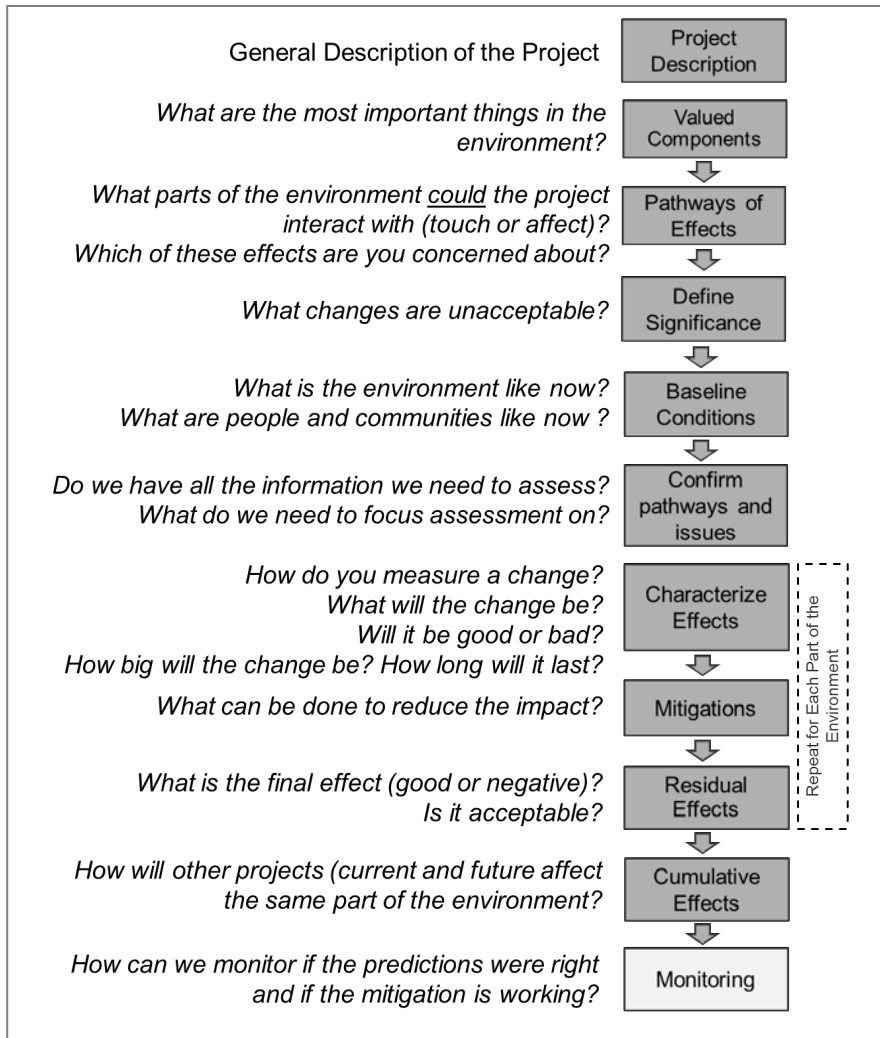 General Description of the Project
Project
Description
What are the most important things in the
environment?
Valued
Components
What parts of the environment could the project
interact with (touch or affect)?
Which of these effects are you concerned about?
Pathways of
Effects
What changes are unacceptable?
Define
Significance
What is the environment like now?
What are people and communities like now ?
Baseline
Conditions
Do we have all the information we need to assess?
What do we need to focus assessment on?
Confirm
pathways and
issues
How do you measure a change?
What will the change be?
Will it be good or bad?
How big will the change be? How long will it last?
Characterize
Effects
What can be done to reduce the impact?
Mitigations
What is the final effect (good or negative)?
Is it acceptable?
Residual
Effects
Repeat for Each Part of the
Environment
How will other projects (current and future affect
the same part of the environment?
Cumulative
Effects
How can we monitor if the predictions were right
and if the mitigation is working?
Monitoring